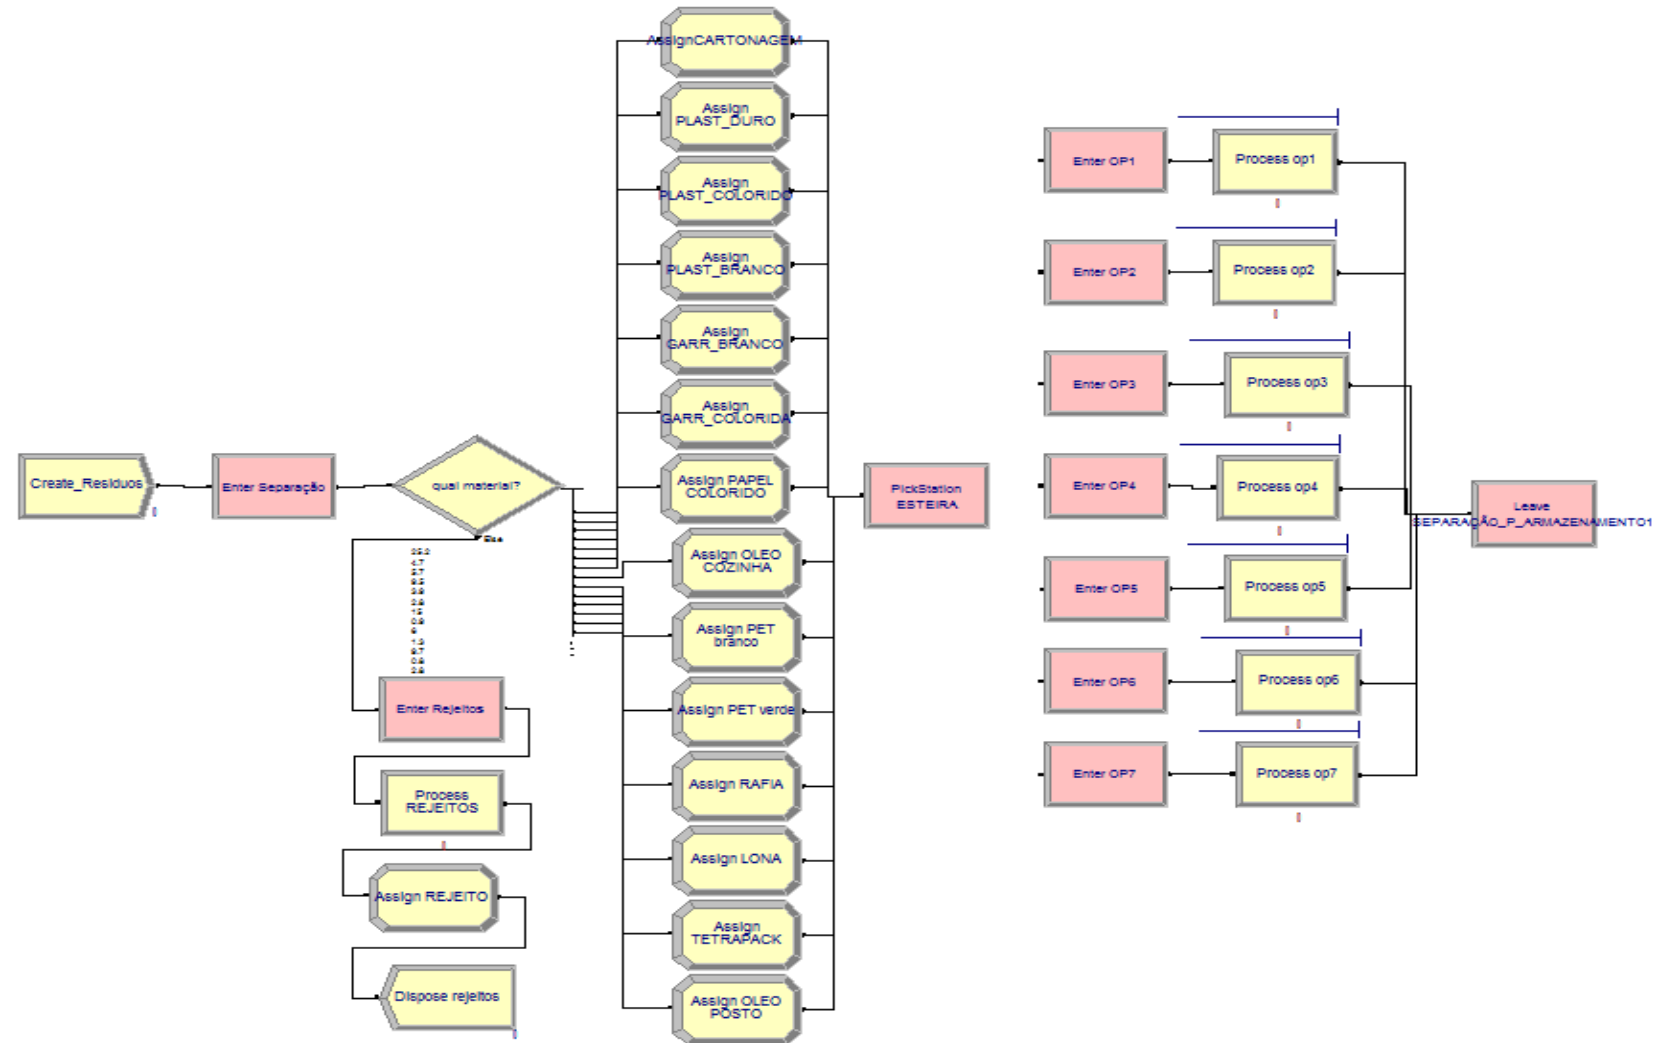 AssignCARTONAGEM
Assign
PLAST_DURO
Assign
PLAST_COLORIDO
Assign
PLAST_BRANCO
Assign
GARR_BRANCO
Assign
GARR_COLORIDA
Assign PAPEL
COLORIDO
Assign OLEO
COZINHA
Assign PET
branco
Assign PET verde
Assign RAFIA
Assign LONA
Assign
TETRAPACK
Assign OLEO
POSTO
Create_Residuos
Enter Separação
qual material?
Else
Enter Rejeitos
Process
REJEITOS
Assign REJEITO
Dispose rejeitos
PickStation
ESTEIRA
Enter OP1
Process op1
Enter OP2
Process op2
Enter OP3
Process op3
Enter OP4
Process op4
Enter OP5
Process op5
Enter OP6
Process op6
Enter OP7
Process op7
Leave
SEPARAÇÃO_P_ARMAZENAMENTO1